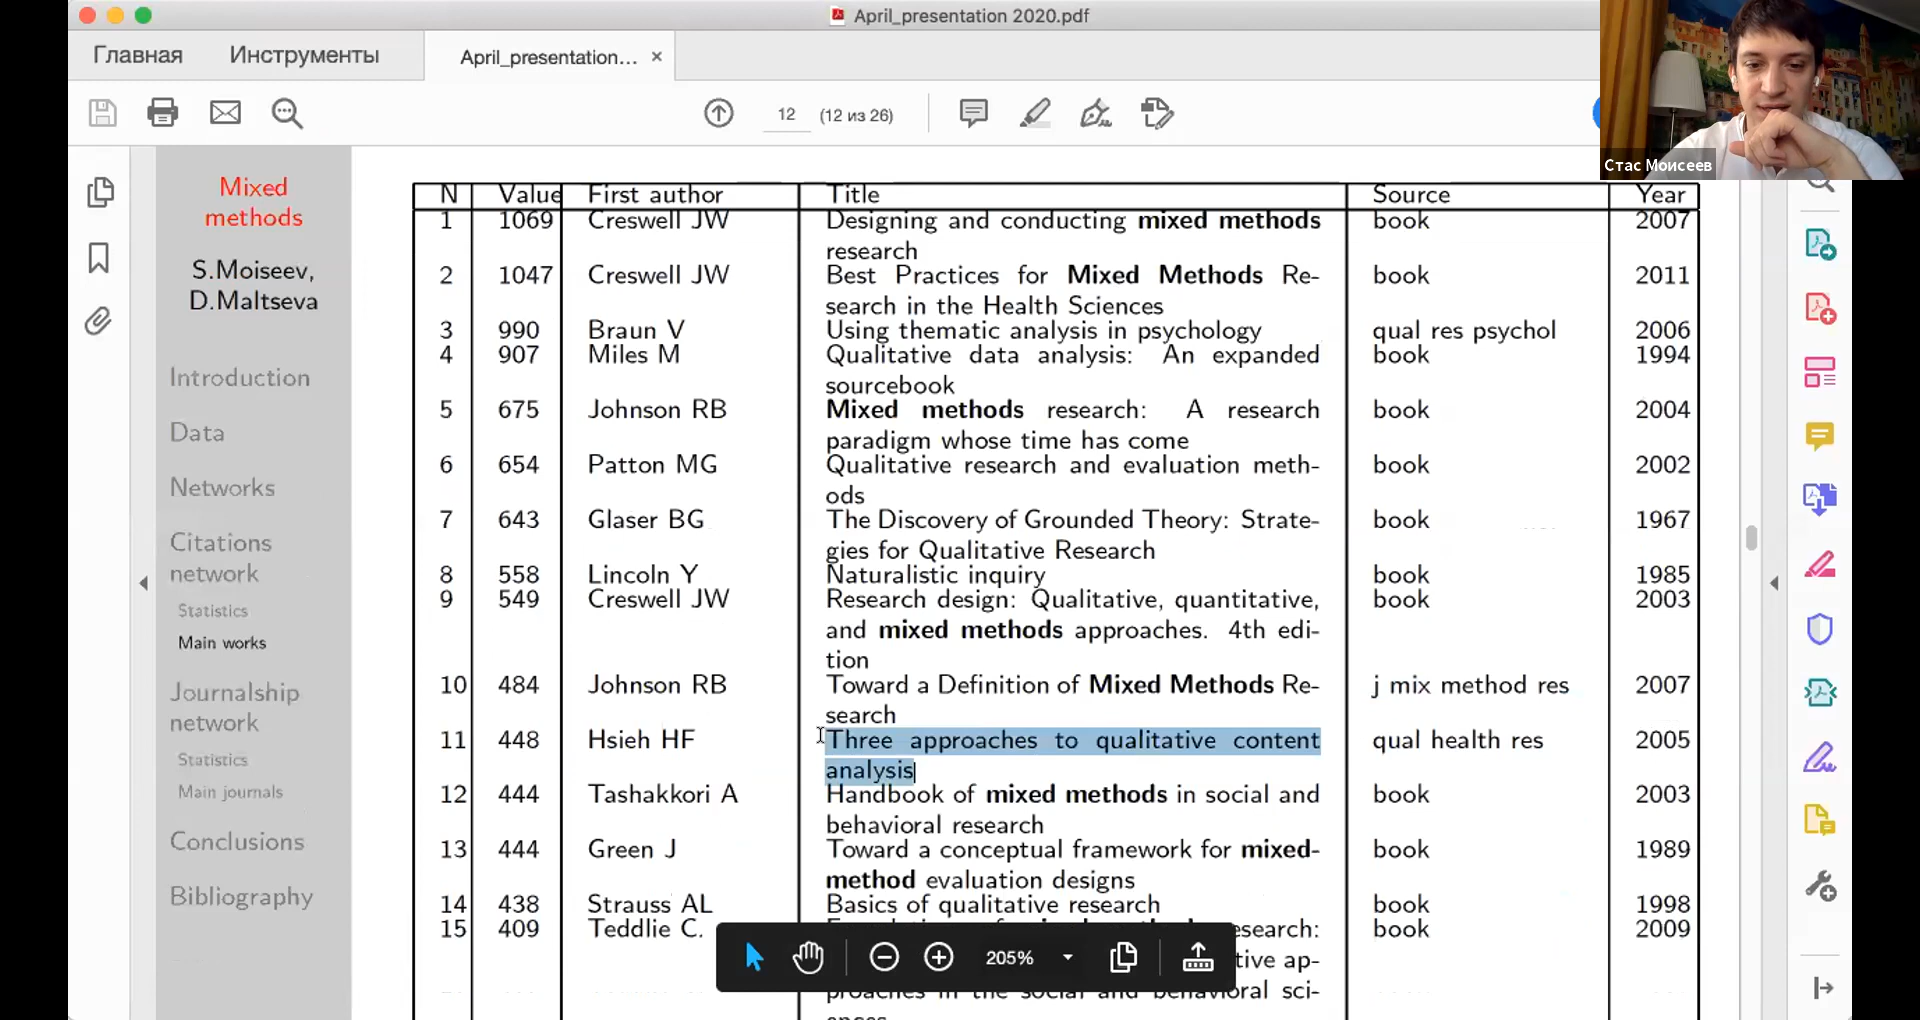 April_presentation 2020.pdf
Главная
Инструменты
April_presentation...
12
(12 из 26)
Стас Моисеев
Mixed
methods
S.Moiseev,
D.Maltseva
Introduction
Data
Networks
Citations
network
Statistics
Main works
Journalship
network
Statistics
Main journals
Conclusions
Bibliography
N Value First author Title Source Year
1 1069 Creswell JW Designing and conducting mixed methods book 2007
research
2 1047 Creswell JW Best Practices for Mixed Methods Re- book 2011
search in the Health Sciences
3 990 Braun V Using thematic analysis in psychology qual res psychol 2006
4 907 Miles M Qualitative data analysis: An expanded book 1994
sourcebook
5 675 Johnson RB Mixed methods research: A research book 2004
paradigm whose time has come
6 654 Patton MG Qualitative research and evaluation meth- book 2002
ods
7 643 Glaser BG The Discovery of Grounded Theory: Strate- book 1967
gies for Qualitative Research
8 558 Lincoln Y Naturalistic inquiry book 1985
9 549 Creswell JW Research design: Qualitative, quantitative, book 2003
and mixed methods approaches. 4th edi-
tion
10 484 Johnson RB Toward a Definition of Mixed Methods Re- j mix method res 2007
search
11 448 Hsieh HF Three approaches to qualitative content qual health res 2005
analysis
12 444 Tashakkori A Handbook of mixed methods in social and book 2003
behavioral research
13 444 Green J Toward a conceptual framework for mixed- book 1989
method evaluation designs
14 438 Strauss AL Basics of qualitative research book 1998
15 409 Teddlie C. esearch: book 2009
tive ap-
proaches in the social and behavioral sci-
ences
205%